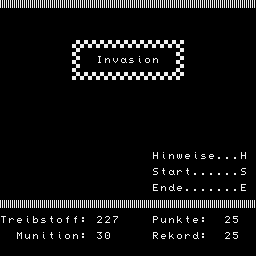 Invasion
Hinweise...H
Start......S
Ende.......E
Treibstoff: 227 Punkte: 25
Munition: 30 Rekord: 25